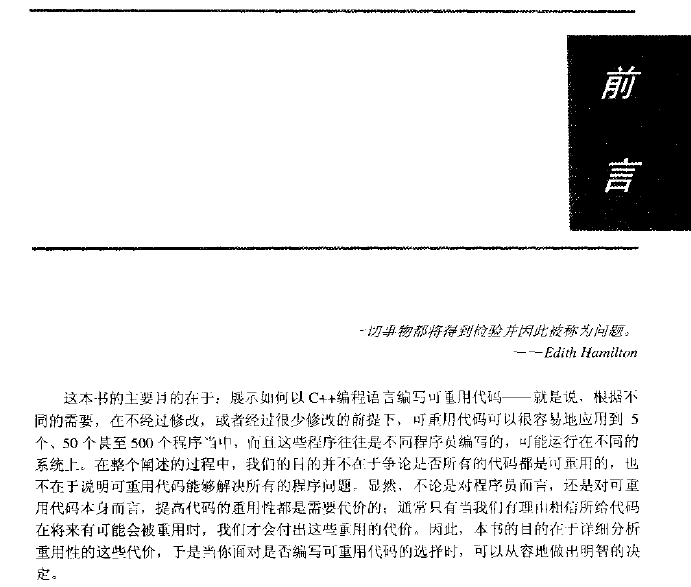 前
言
一切事物都将得到检验并因此被称为问题。
——Edith Hamilton
这本书的主要目的在于：展示如何以 C++编程语言编写可重用代码——就是说，根据不
同的需要，在不经过修改，或者经过很少修改的前提下，可重用代码可以很容易地应用到 5
个、50 个甚至 500 个程序当中，而且这些程序往往是不同程序员编写的，可能运行在不同的
系统上。在整个阐述的过程中，我们的目的并不在于争论是否所有的代码都是可重用的，也
不在于说明可重用代码能够解决所有的程序问题。显然，不论是对程序员而言，还是对可重
用代码本身而言，提高代码的重用性都是需要代价的；通常只有当我们有理由相信所给代码
在将来有可能会被重用时，我们才会付出这些重用的代价。因此，本书的目的在于详细分析
重用性的这些代价，于是当你面对是否编写可重用代码的选择时，可以从容地做出明智的决
定。